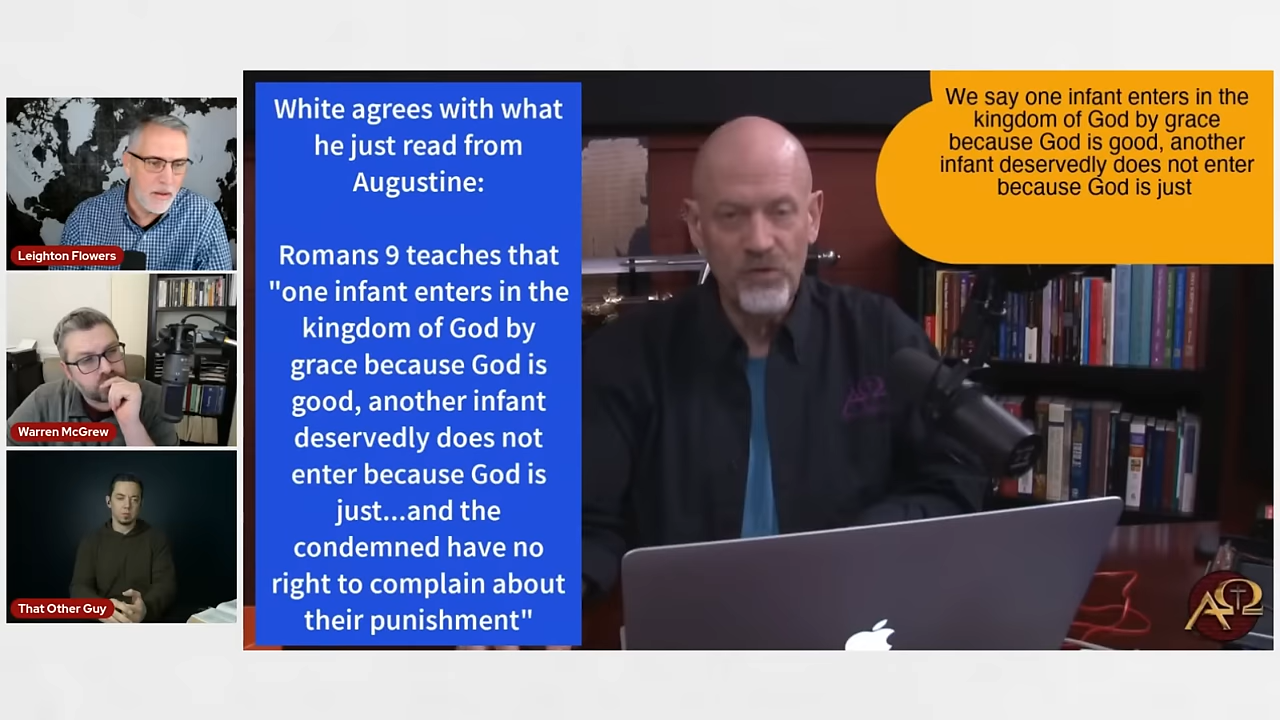 Leighton Flowers
Warren McGrew
That Other Guy
White agrees with what
he just read from
Augustine:
Romans 9 teaches that
"one infant enters in the
kingdom of God by
grace because God is
good, another infant
deservedly does not
enter because God is
just...and the
condemned have no
right to complain about
their punishment"
We say one infant enters in the
kingdom of God by grace
because God is good, another
infant deservedly does not enter
because God is just
ΑΩ
ΑΩ